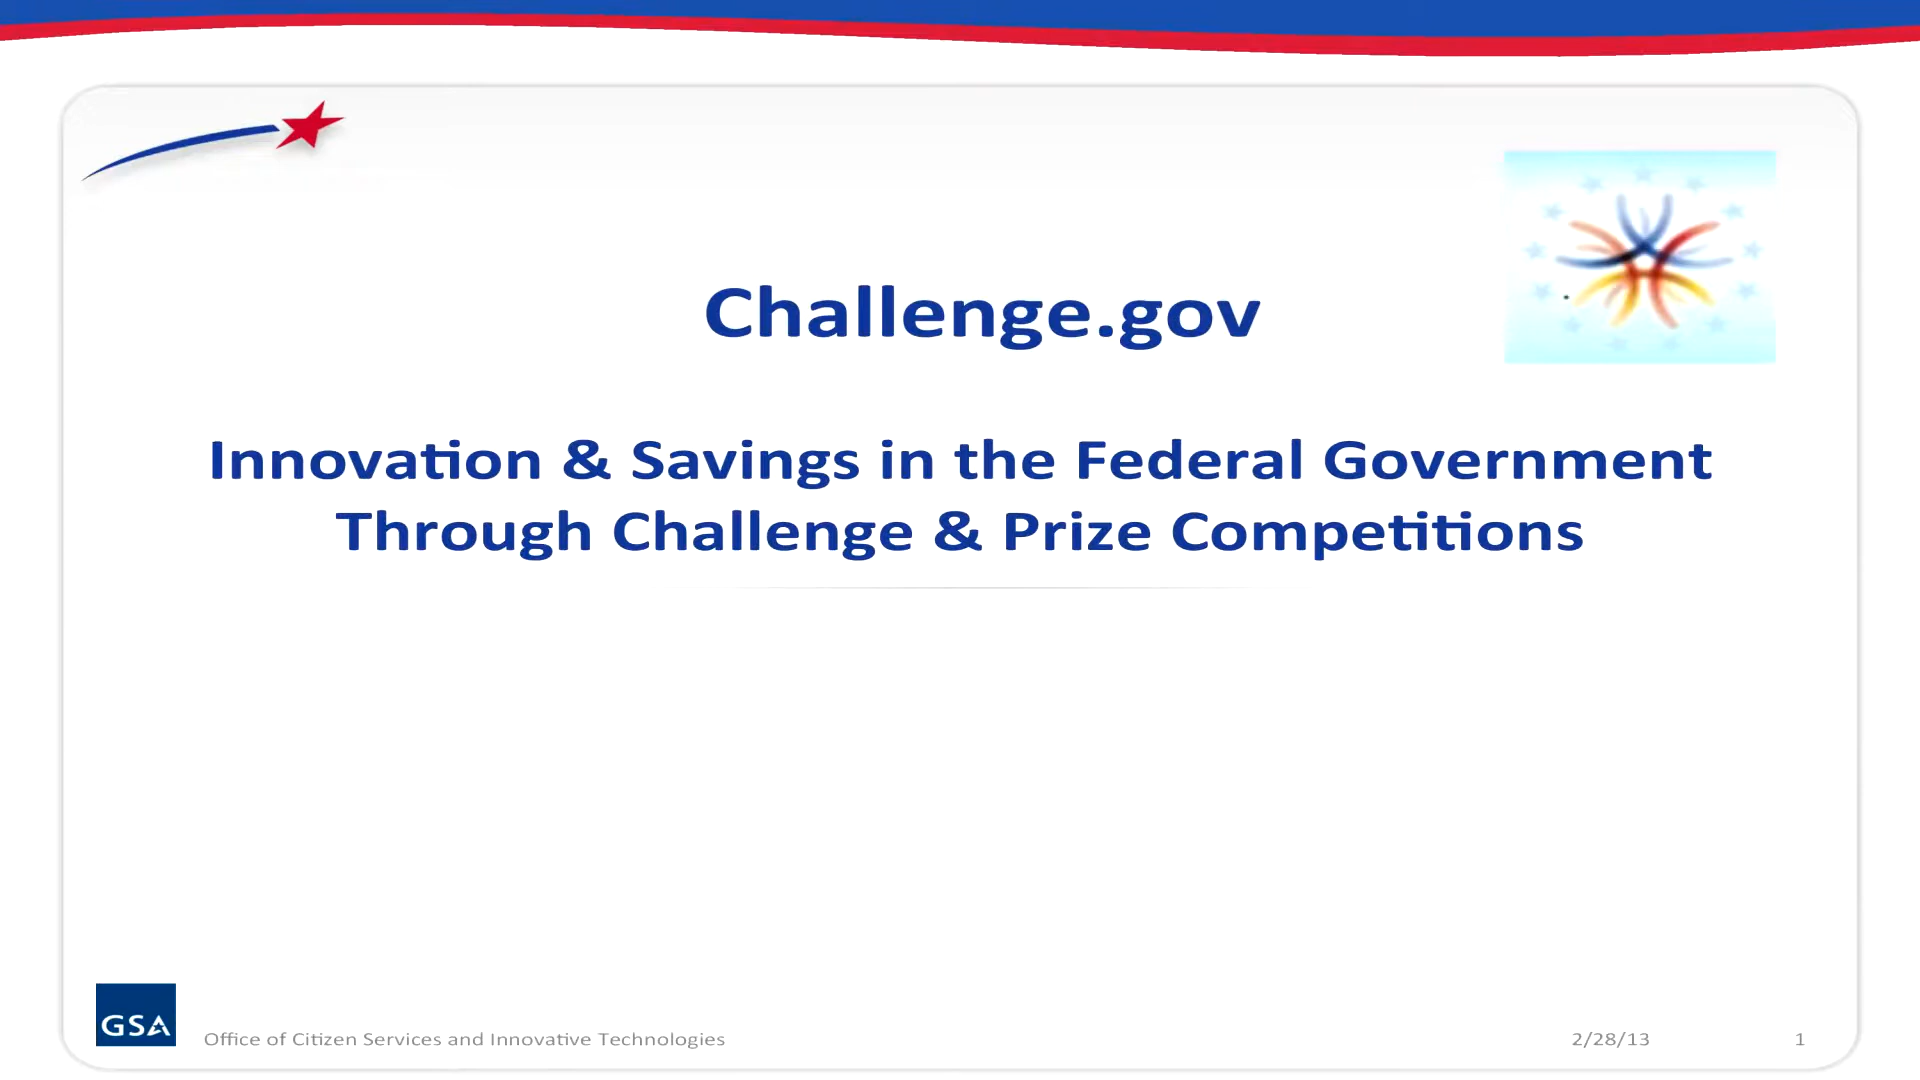 Challenge.gov
Innovation & Savings in the Federal Government
Through Challenge & Prize Competitions
GSA
Office of Citizen Services and Innovative Technologies
2/28/13
1